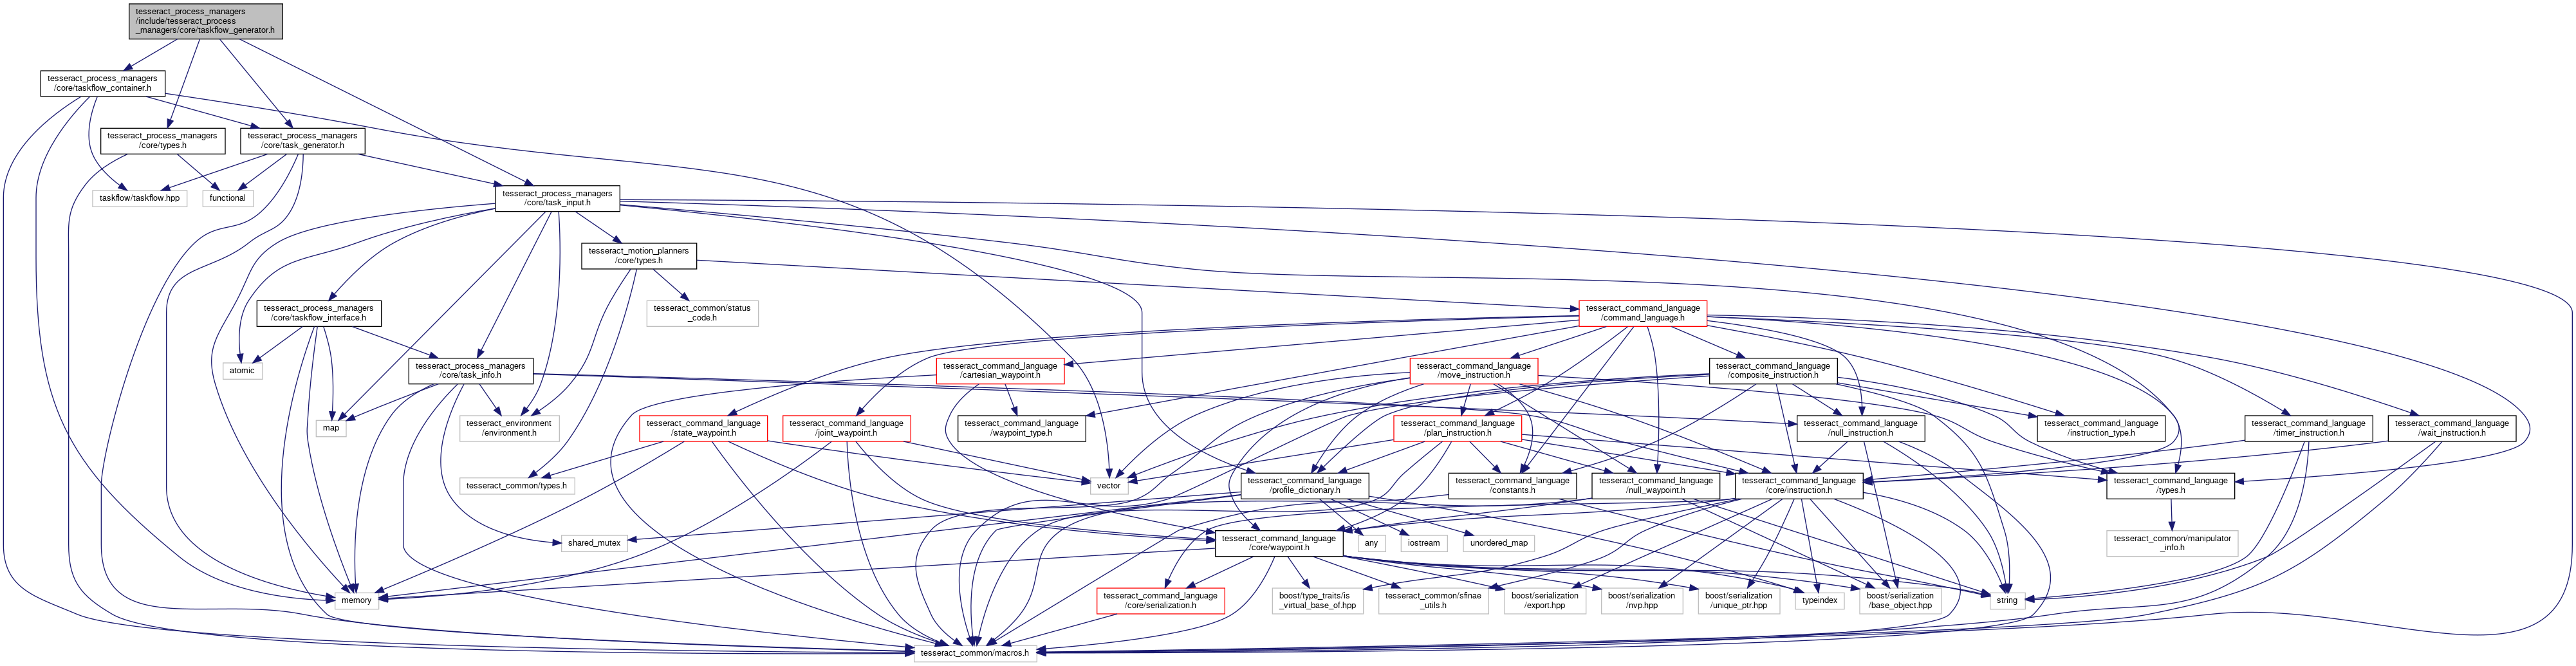 tesseract_process_managers
/include/tesseract_process
_managers/core/taskflow_generator.h
tesseract_process_managers
/core/taskflow_container.h
tesseract_process_managers
/core/types.h
tesseract_process_managers
/core/task_generator.h
taskflow/taskflow.hpp
functional
tesseract_process_managers
/core/task_input.h
tesseract_motion_planners
/core/types.h
tesseract_process_managers
/core/taskflow_interface.h
tesseract_common/status
_code.h
tesseract_command_language
/command_language.h
atomic
tesseract_process_managers
/core/task_info.h
tesseract_command_language
/cartesian_waypoint.h
tesseract_command_language
/move_instruction.h
tesseract_command_language
/composite_instruction.h
map
tesseract_environment
/environment.h
tesseract_command_language
/state_waypoint.h
tesseract_command_language
/joint_waypoint.h
tesseract_command_language
/waypoint_type.h
tesseract_command_language
/plan_instruction.h
tesseract_command_language
/null_instruction.h
tesseract_command_language
/instruction_type.h
tesseract_command_language
/timer_instruction.h
tesseract_command_language
/wait_instruction.h
tesseract_common/types.h
vector
tesseract_command_language
/profile_dictionary.h
tesseract_command_language
/constants.h
tesseract_command_language
/null_waypoint.h
tesseract_command_language
/core/instruction.h
tesseract_command_language
/types.h
shared_mutex
tesseract_command_language
/core/waypoint.h
any
iostream
unordered_map
tesseract_common/manipulator
_info.h
memory
tesseract_command_language
/core/serialization.h
boost/type_traits/is
_virtual_base_of.hpp
tesseract_common/sfinae
_utils.h
boost/serialization
/export.hpp
boost/serialization
/nvp.hpp
boost/serialization
/unique_ptr.hpp
typeindex
boost/serialization
/base_object.hpp
string
tesseract_common/macros.h